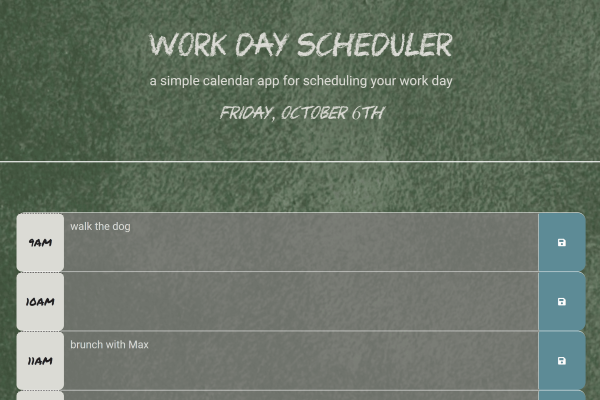 WORK DAY SCHEDULER
a simple calendar app for scheduling your work day
FRIDAY, OCTOBER 6TH
9AM
walk the dog
10AM
11AM
brunch with Max